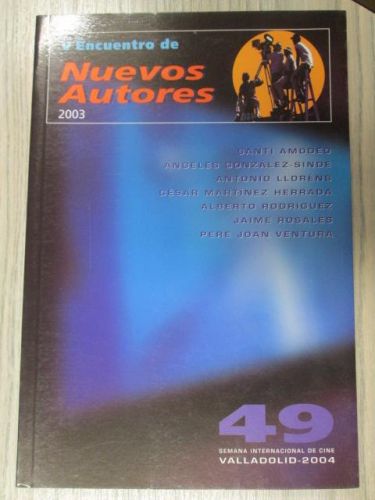 V Encuentro de
Nuevos
Autores
2003
SANTI AMODEO
ÁNGELES GONZÁLEZ-SINDE
ANTONIO LLORENS
CÉSAR MARTÍNEZ HERRADA
ALBERTO RODRÍGUEZ
JAIME ROSALES
PERE JOAN VENTURA
49
SEMANA INTERNACIONAL DE CINE
VALLADOLID-2004